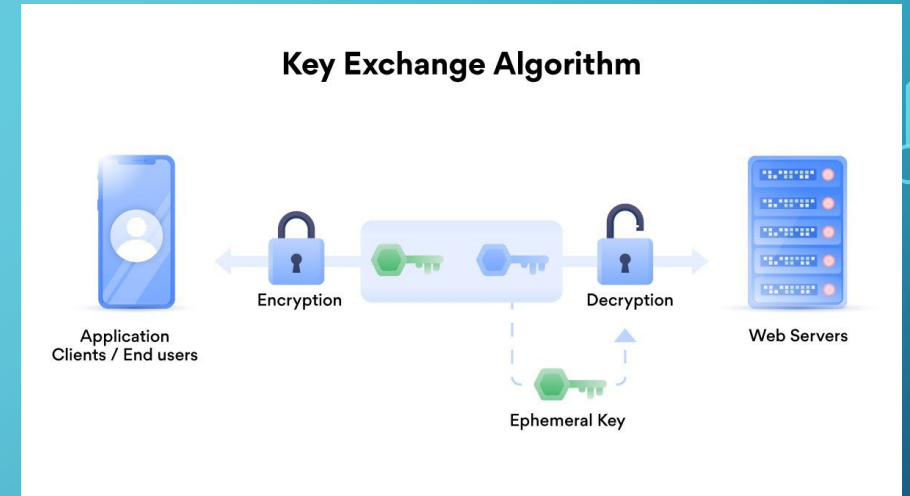 Key Exchange Algorithm
Encryption
Decryption
Application
Clients / End users
Web Servers
Ephemeral Key